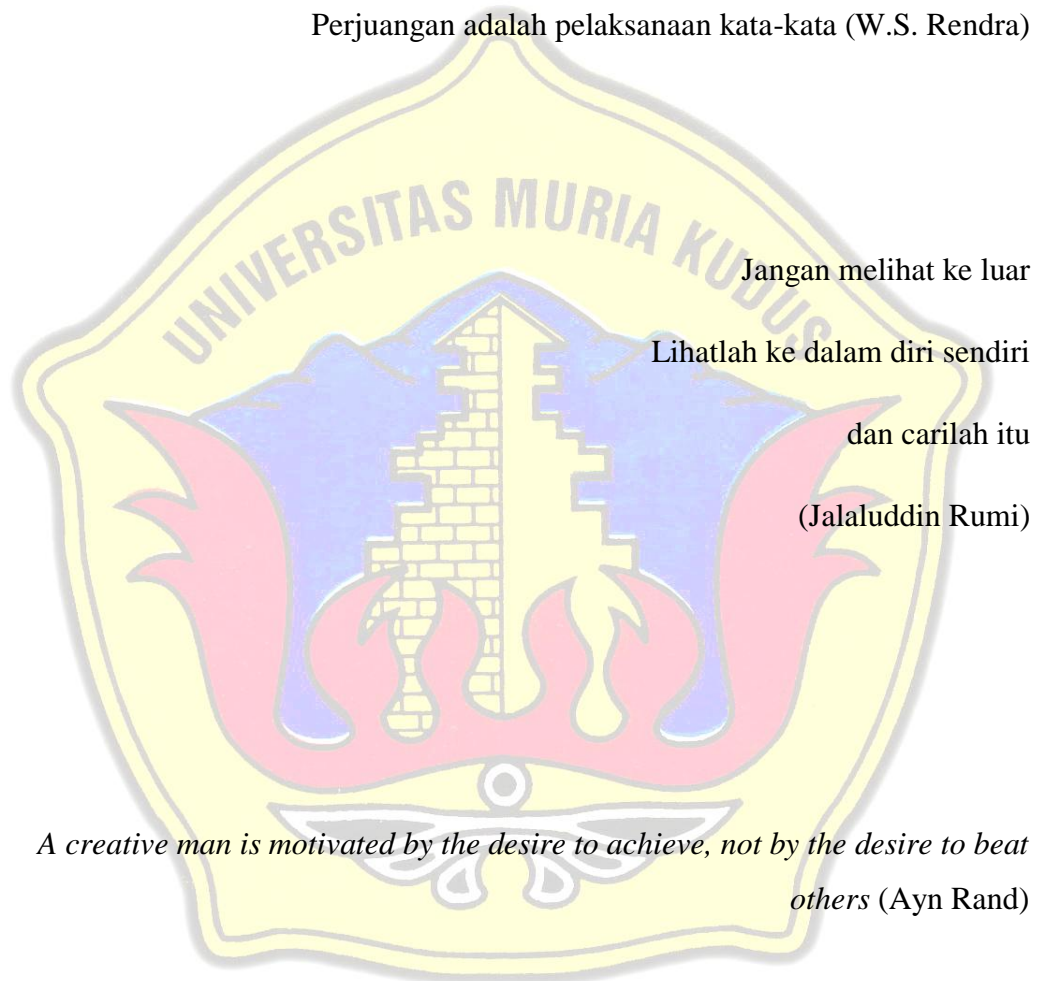 Perjuangan adalah pelaksanaan kata-kata (W.S. Rendra)
UNIVERSITAS MURIA KUDUS
Jangan melihat ke luar
Lihatlah ke dalam diri sendiri
dan carilah itu
(Jalaluddin Rumi)
A creative man is motivated by the desire to achieve, not by the desire to beat
others (Ayn Rand)